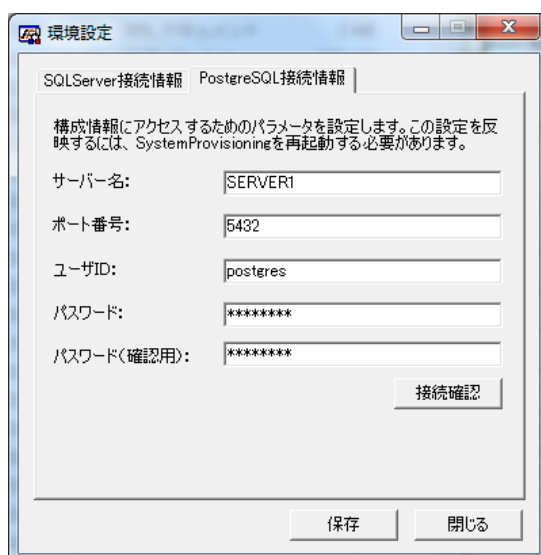 環境設定
SQLServer接続情報 PostgreSQL接続情報
構成情報にアクセスするためのパラメータを設定します。この設定を反
映するには、SystemProvisioningを再起動する必要があります。
サーバー名: SERVER1
ポート番号: 5432
ユーザID: postgres
パスワード: ********
パスワード(確認用): ********
接続確認
保存 閉じる